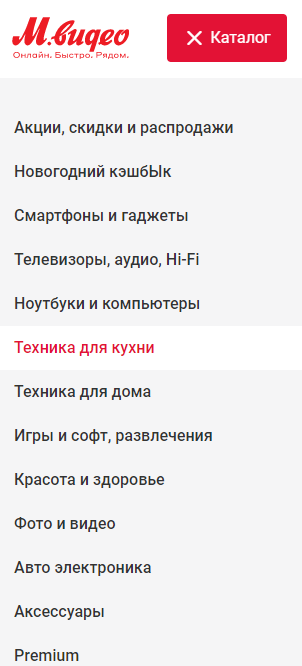 М.видео
Онлайн. Быстро. Рядом.
Каталог
Акции, скидки и распродажи
Новогодний кэшбЫк
Смартфоны и гаджеты
Телевизоры, аудио, Hi-Fi
Ноутбуки и компьютеры
Техника для кухни
Техника для дома
Игры и софт, развлечения
Красота и здоровье
Фото и видео
Авто электроника
Аксессуары
Premium